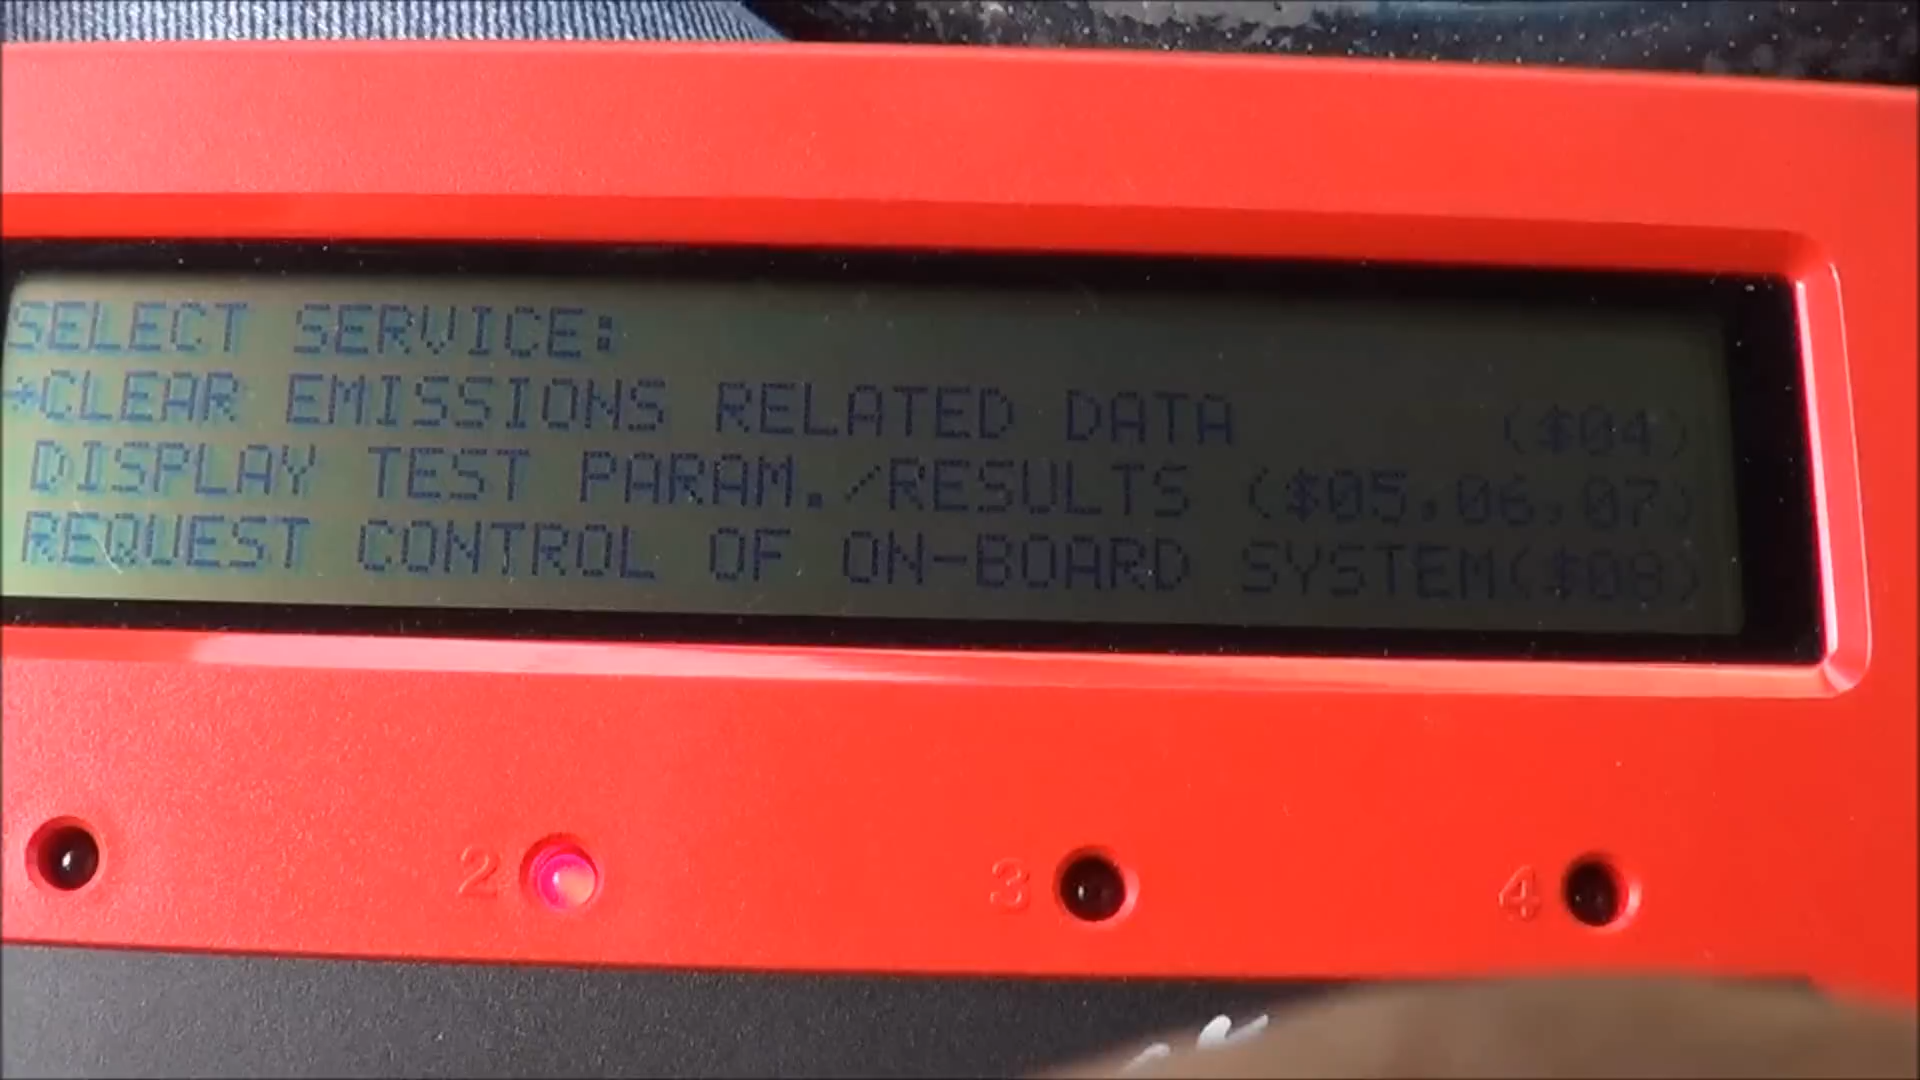 SELECT SERVICE:
*CLEAR EMISSIONS RELATED DATA ($04)
DISPLAY TEST PARAM./RESULTS ($05,06,07)
REQUEST CONTROL OF ON-BOARD SYSTEM($08)
2 3 4